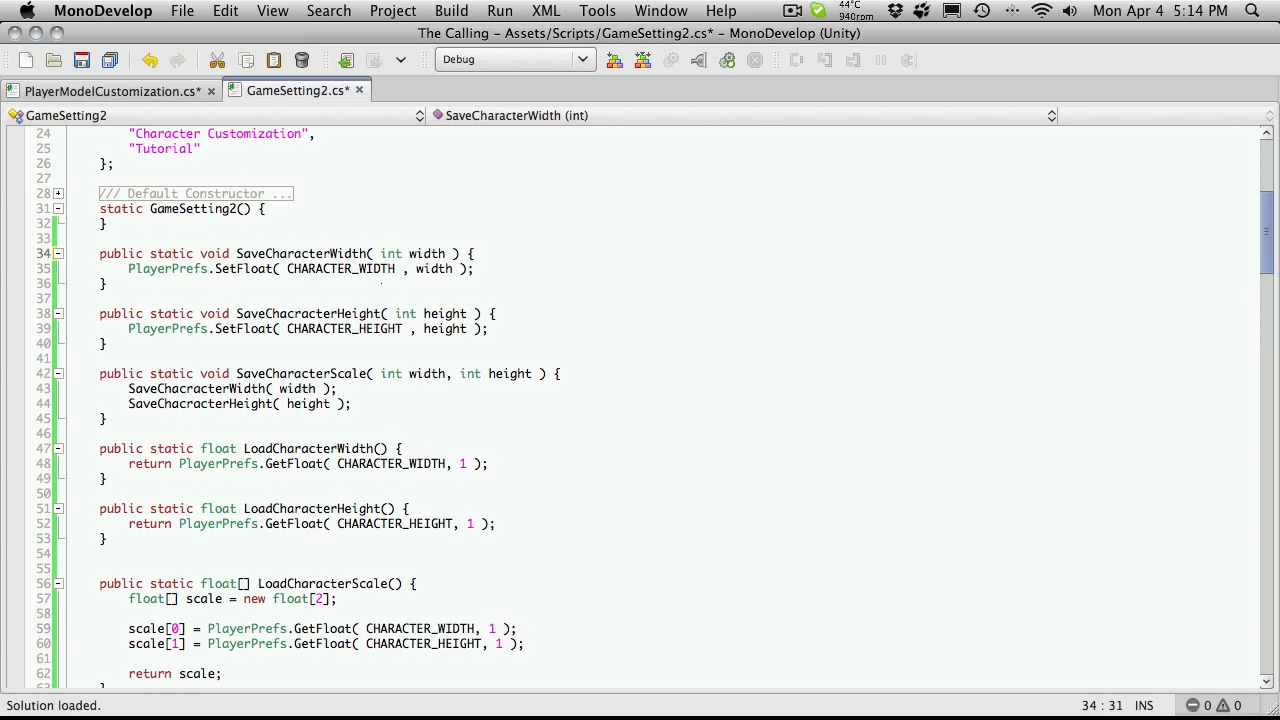 MonoDevelop File Edit View Search Project Build Run XML Tools Window Help 44°C 940rpm Mon Apr 4 5:14 PM
The Calling - Assets/Scripts/GameSetting2.cs* - MonoDevelop (Unity)
Debug
PlayerModelCustomization.cs* × GameSetting2.cs* ×
GameSetting2 SaveCharacterWidth (int)
24 "Character Customization",
25 "Tutorial"
26 };
27
28 /// Default Constructor ...
31 static GameSetting2() {
32 }
33
34 public static void SaveCharacterWidth( int width ) {
35 PlayerPrefs.SetFloat( CHARACTER_WIDTH , width );
36 }
37
38 public static void SaveChacracterHeight( int height ) {
39 PlayerPrefs.SetFloat( CHARACTER_HEIGHT , height );
40 }
41
42 public static void SaveCharacterScale( int width, int height ) {
43 SaveChacracterWidth( width );
44 SaveChacracterHeight( height );
45 }
46
47 public static float LoadCharacterWidth() {
48 return PlayerPrefs.GetFloat( CHARACTER_WIDTH, 1 );
49 }
50
51 public static float LoadCharacterHeight() {
52 return PlayerPrefs.GetFloat( CHARACTER_HEIGHT, 1 );
53 }
54
55
56 public static float[] LoadCharacterScale() {
57 float[] scale = new float[2];
58
59 scale[0] = PlayerPrefs.GetFloat( CHARACTER_WIDTH, 1 );
60 scale[1] = PlayerPrefs.GetFloat( CHARACTER_HEIGHT, 1 );
61
62 return scale;
63 }
Solution loaded. 34 : 31 INS 0 0